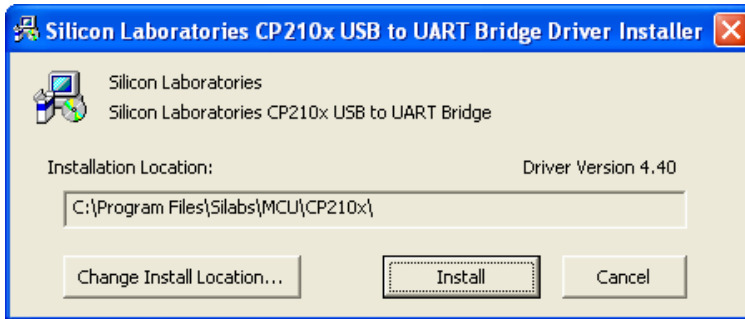 Silicon Laboratories CP210x USB to UART Bridge Driver Installer
Silicon Laboratories
Silicon Laboratories CP210x USB to UART Bridge
Installation Location:
Driver Version 4.40
C:\Program Files\Silabs\MCU\CP210x\
Change Install Location...
Install
Cancel